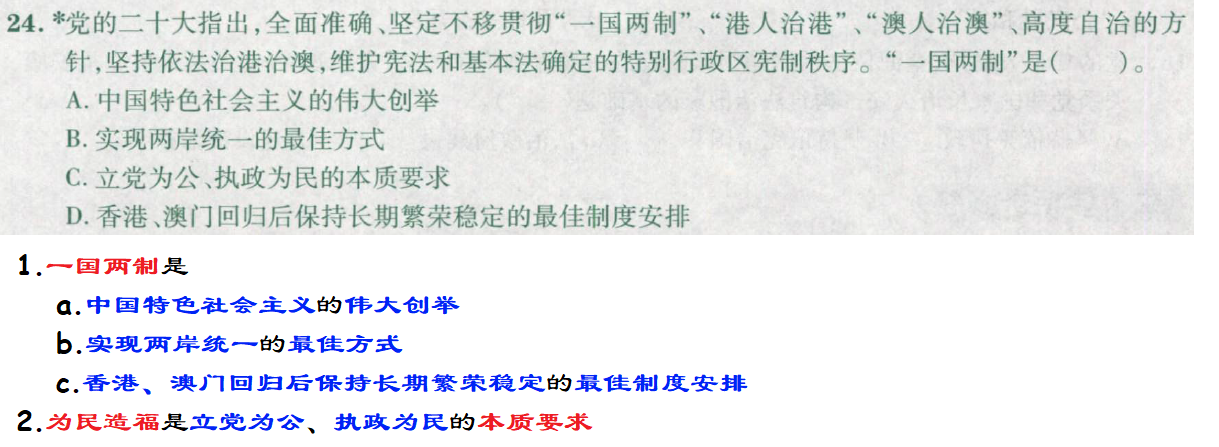 24. *党的二十大指出,全面准确、坚定不移贯彻“一国两制”、“港人治港”、“澳人治澳”、高度自治的方
针,坚持依法治港治澳,维护宪法和基本法确定的特别行政区宪制秩序。“一国两制”是(　　)。
A. 中国特色社会主义的伟大创举
B. 实现两岸统一的最佳方式
C. 立党为公、执政为民的本质要求
D. 香港、澳门回归后保持长期繁荣稳定的最佳制度安排
1.一国两制是
a.中国特色社会主义的伟大创举
b.实现两岸统一的最佳方式
c.香港、澳门回归后保持长期繁荣稳定的最佳制度安排
2.为民造福是立党为公、执政为民的本质要求